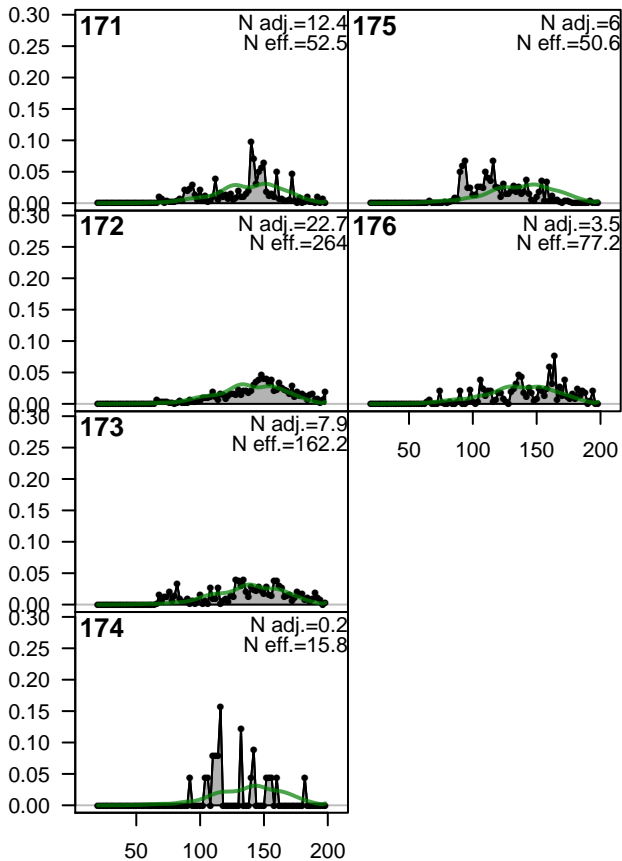 0.30 171 N adj.=12.4 175 N adj.=6
0.25 N eff.=52.5 N eff.=50.6
0.20
0.15
0.10
0.05
0.00
0.30 172 N adj.=22.7 176 N adj.=3.5
0.25 N eff.=264 N eff.=77.2
0.20
0.15
0.10
0.05
0.00
0.30 173 N adj.=7.9 50 100 150 200
0.25 N eff.=162.2
0.20
0.15
0.10
0.05
0.00
0.30 174 N adj.=0.2
0.25 N eff.=15.8
0.20
0.15
0.10
0.05
0.00
50 100 150 200